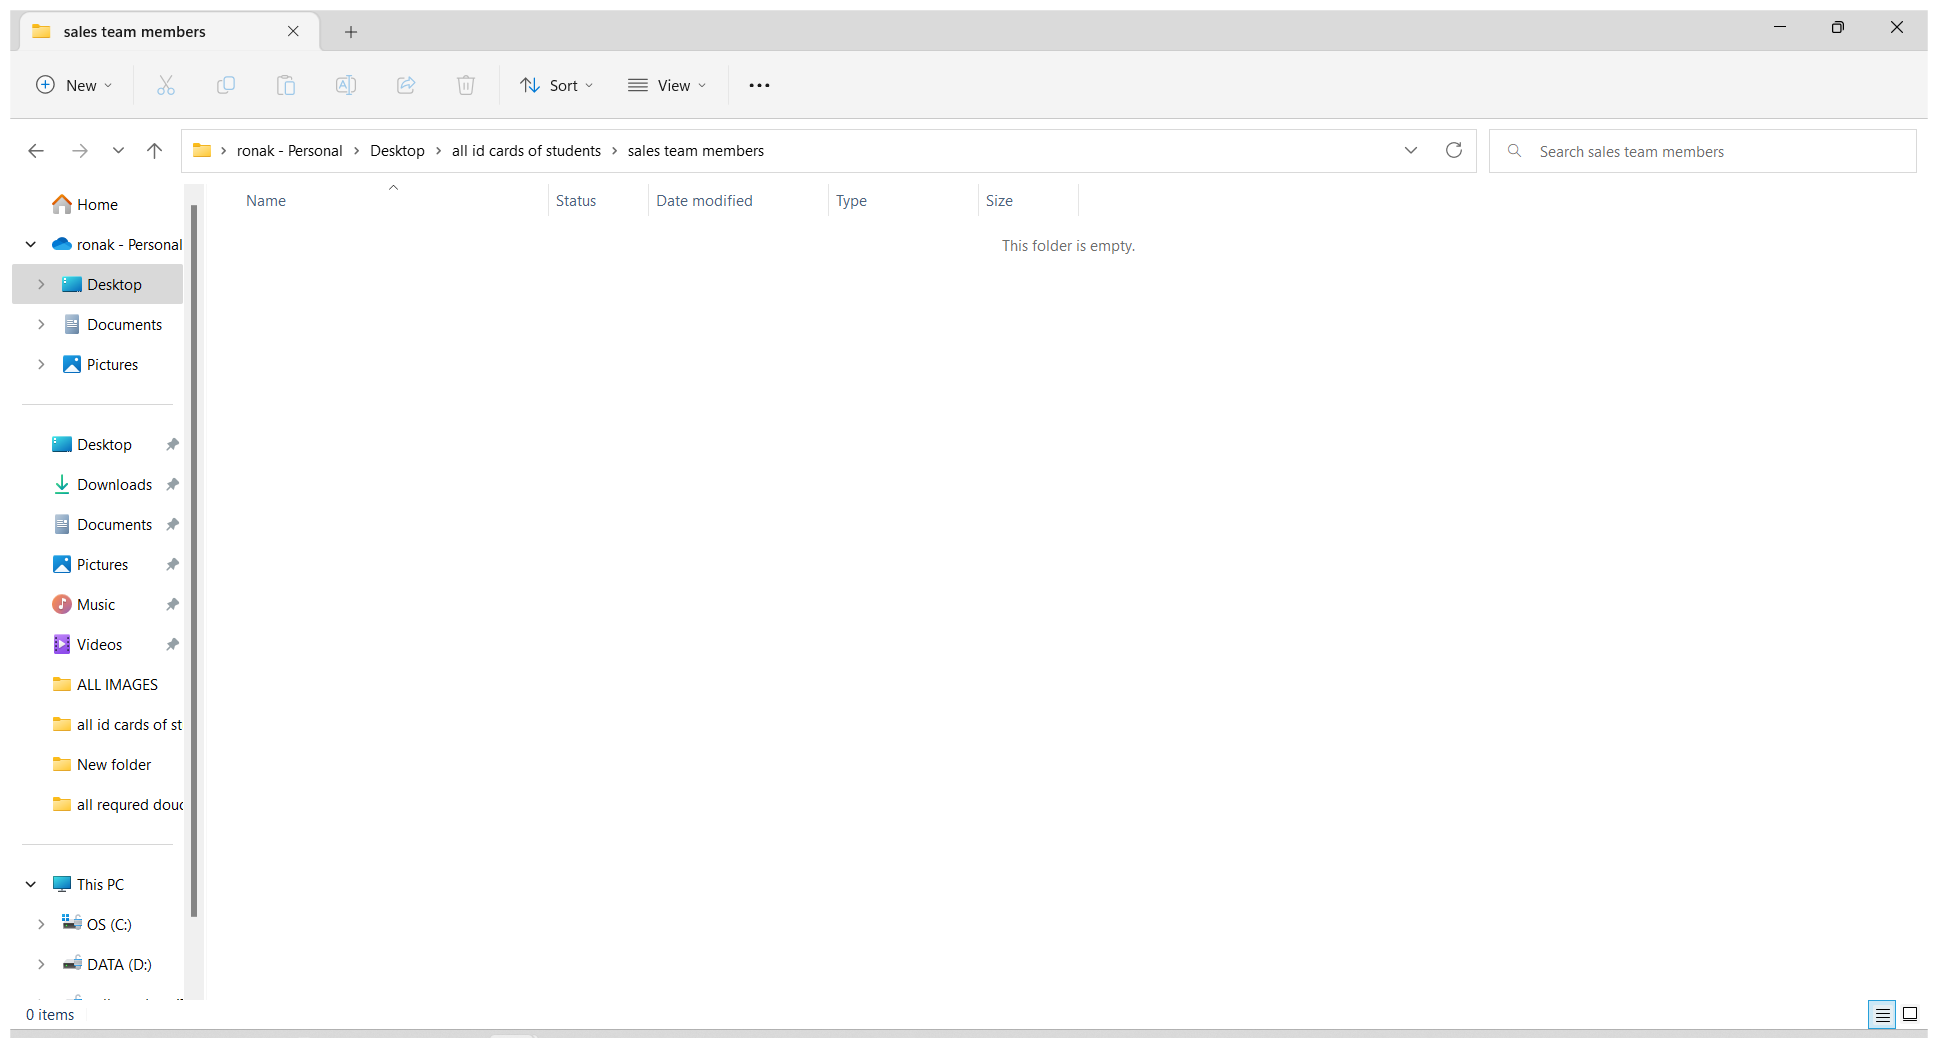 sales team members
New
Sort
View
ronak - Personal > Desktop > all id cards of students > sales team members
Search sales team members
Name
Status
Date modified
Type
Size
This folder is empty.
Home
ronak - Personal
Desktop
Documents
Pictures
Desktop
Downloads
Documents
Pictures
Music
Videos
ALL IMAGES
all id cards of st
New folder
all requred douc
This PC
OS (C:)
DATA (D:)
0 items